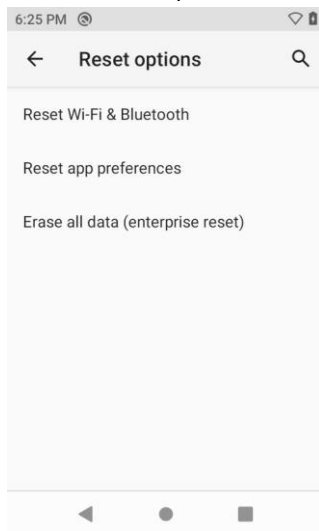 6:25 PM
Reset options
Reset Wi-Fi & Bluetooth
Reset app preferences
Erase all data (enterprise reset)